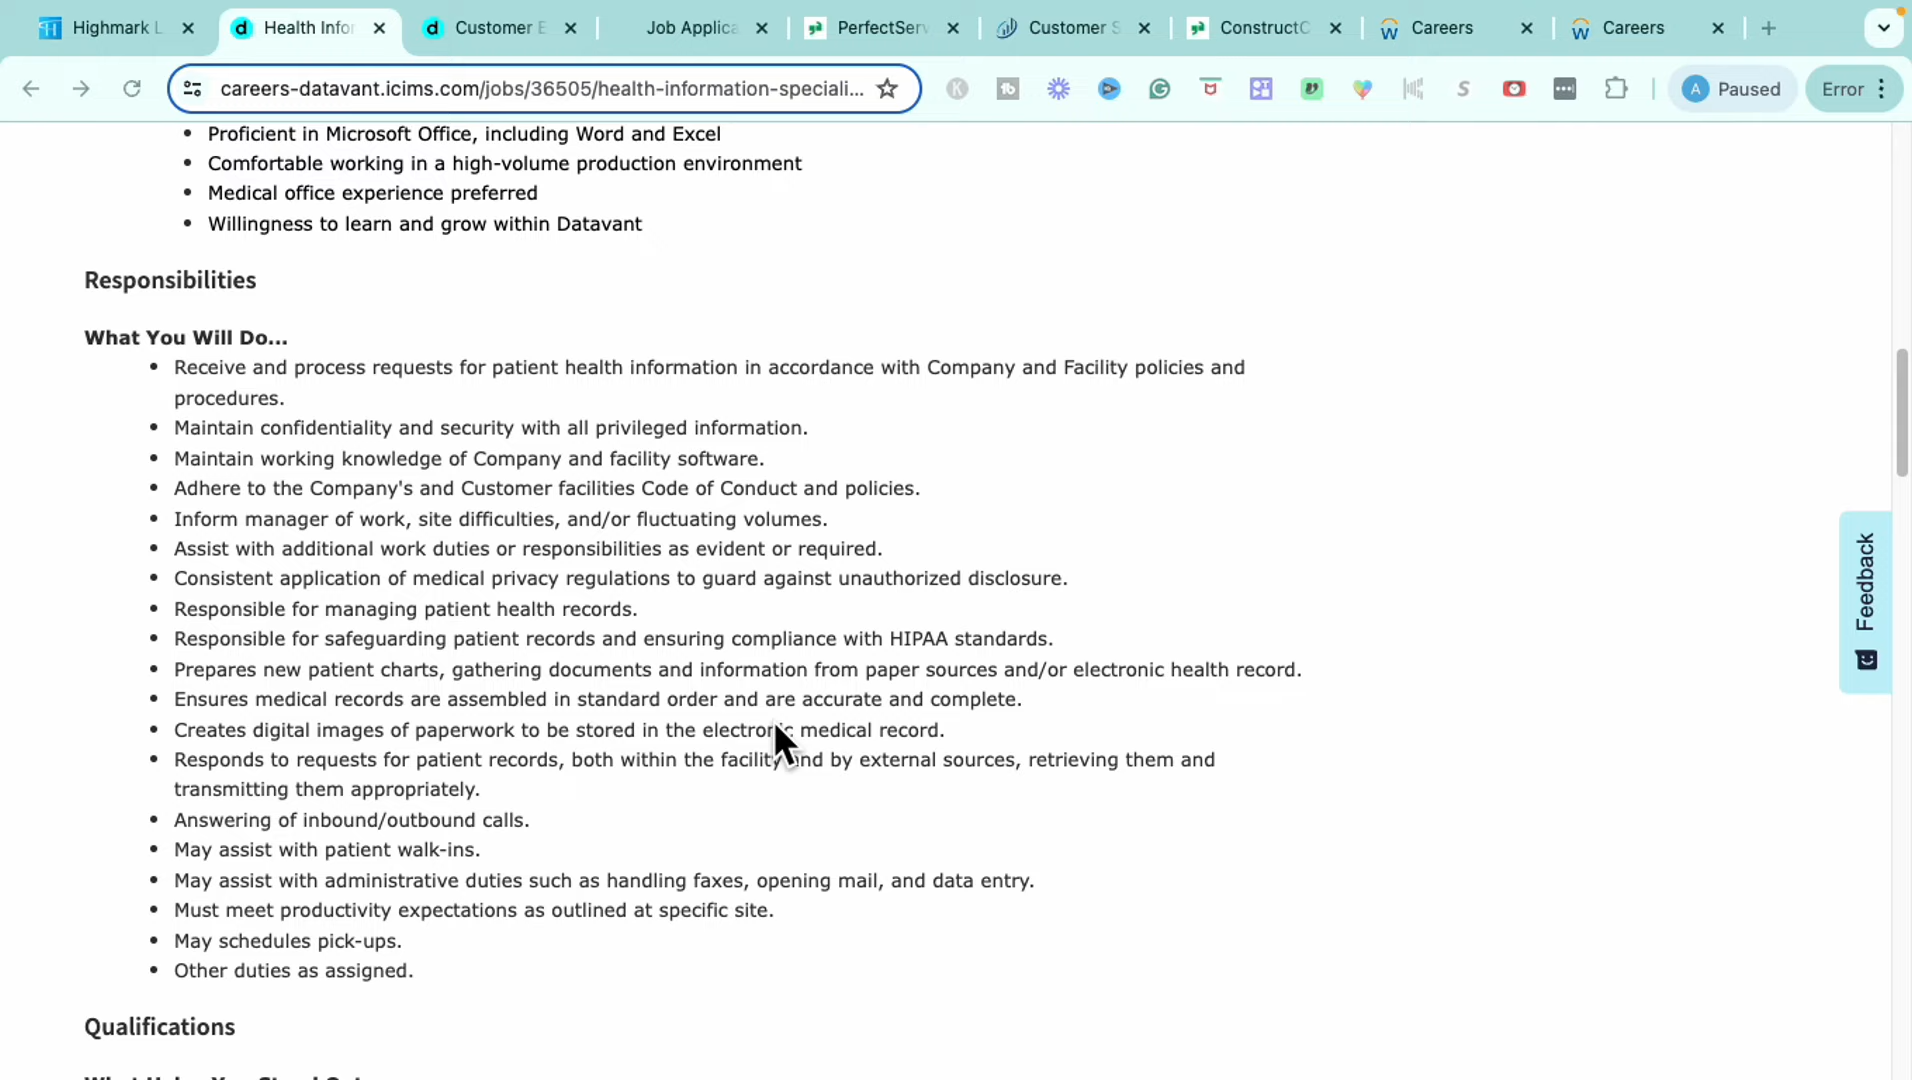 Highmark L
Health Infor
Customer E
Job Applica
PerfectServ
Customer S
ConstructC
Careers
Careers
careers-datavant.icims.com/jobs/36505/health-information-speciali...
A Paused
Error
• Proficient in Microsoft Office, including Word and Excel
• Comfortable working in a high-volume production environment
• Medical office experience preferred
• Willingness to learn and grow within Datavant
Responsibilities
What You Will Do...
• Receive and process requests for patient health information in accordance with Company and Facility policies and
procedures.
• Maintain confidentiality and security with all privileged information.
• Maintain working knowledge of Company and facility software.
• Adhere to the Company's and Customer facilities Code of Conduct and policies.
• Inform manager of work, site difficulties, and/or fluctuating volumes.
• Assist with additional work duties or responsibilities as evident or required.
• Consistent application of medical privacy regulations to guard against unauthorized disclosure.
• Responsible for managing patient health records.
• Responsible for safeguarding patient records and ensuring compliance with HIPAA standards.
• Prepares new patient charts, gathering documents and information from paper sources and/or electronic health record.
• Ensures medical records are assembled in standard order and are accurate and complete.
• Creates digital images of paperwork to be stored in the electronic medical record.
• Responds to requests for patient records, both within the facility and by external sources, retrieving them and
transmitting them appropriately.
• Answering of inbound/outbound calls.
• May assist with patient walk-ins.
• May assist with administrative duties such as handling faxes, opening mail, and data entry.
• Must meet productivity expectations as outlined at specific site.
• May schedules pick-ups.
• Other duties as assigned.
Feedback
Qualifications